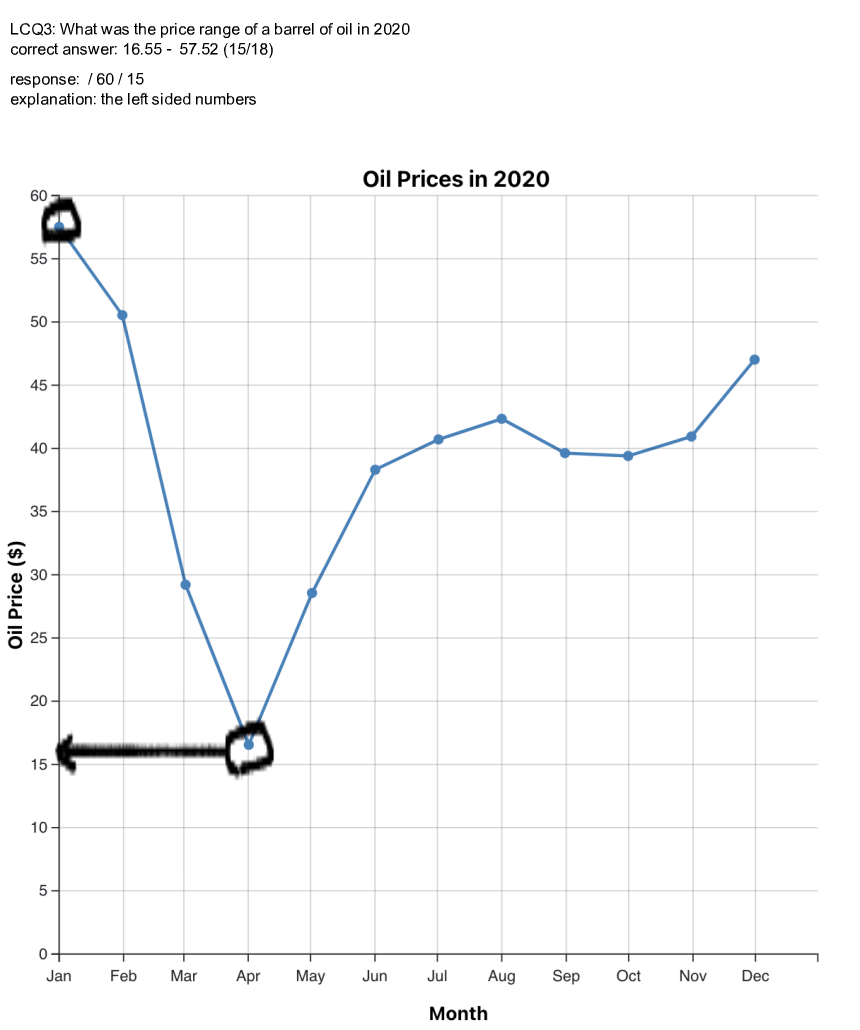 LCQ3: What was the price range of a barrel of oil in 2020
correct answer: 16.55 -  57.52 (15/18)
response:  / 60 / 15
explanation: the left sided numbers
Oil Prices in 2020
60
55
50
45
40
35
30
25
20
15
10
5
0
Oil Price ($)
Jan Feb Mar Apr May Jun Jul Aug Sep Oct Nov Dec
Month